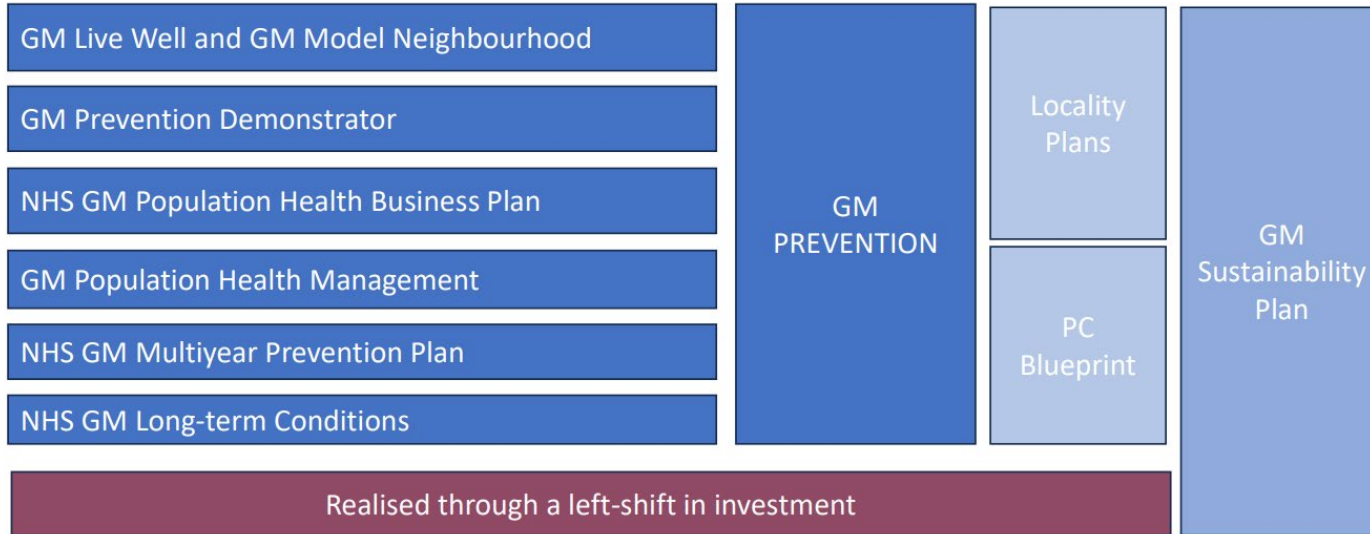 GM Live Well and GM Model Neighbourhood
GM Prevention Demonstrator
NHS GM Population Health Business Plan
GM Population Health Management
NHS GM Multiyear Prevention Plan
NHS GM Long-term Conditions
GM
PREVENTION
Locality
Plans
PC
Blueprint
GM
Sustainability
Plan
Realised through a left-shift in investment